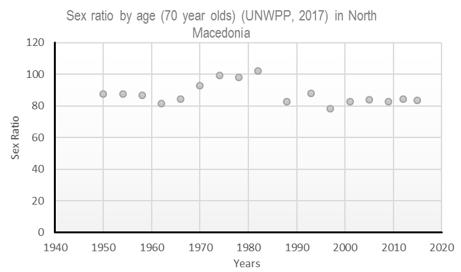 Sex ratio by age (70 year olds) (UNWPP, 2017) in North
Macedonia
120
100
80
60
40
20
0
Sex Ratio
1940 1950 1960 1970 1980 1990 2000 2010 2020
Years